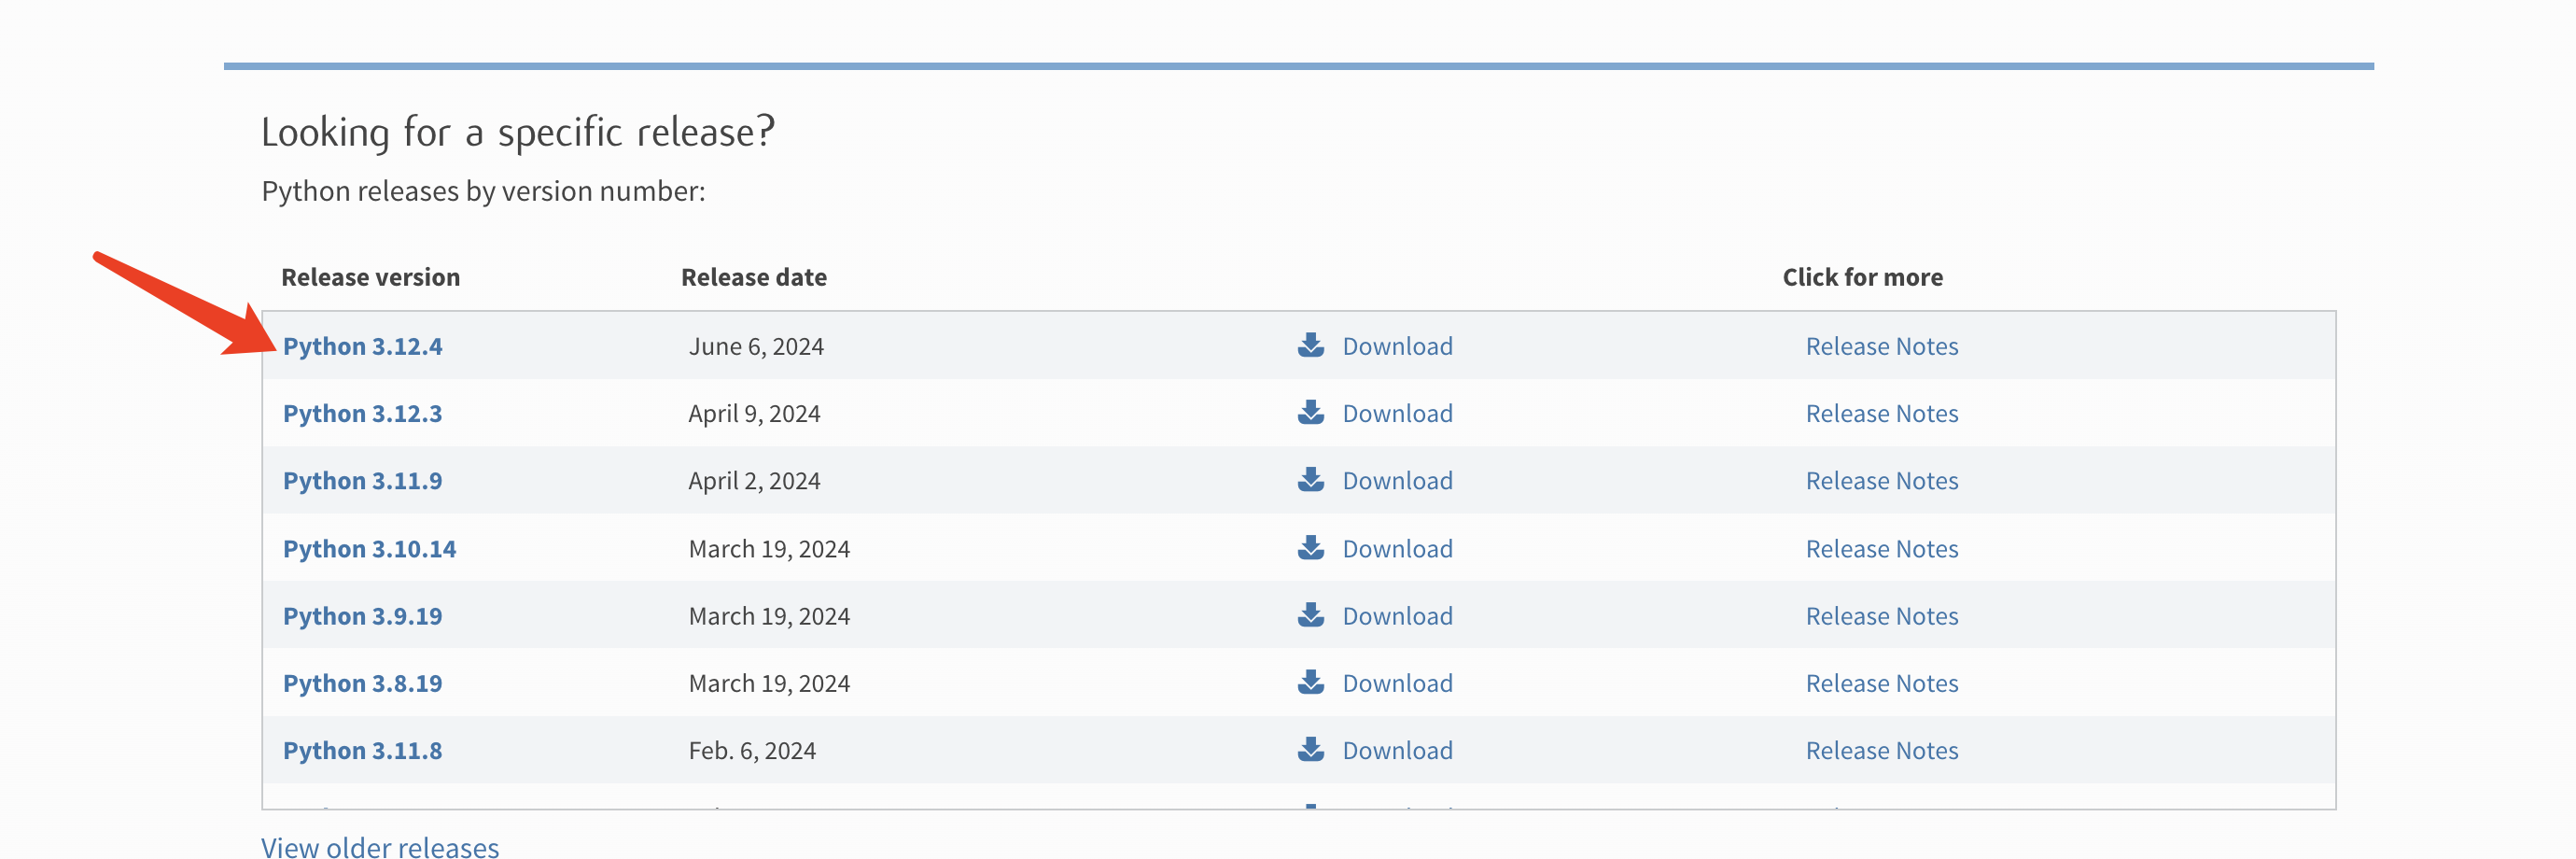 Looking for a specific release?
Python releases by version number:
Release version Release date Click for more
Python 3.12.4 June 6, 2024 Download Release Notes
Python 3.12.3 April 9, 2024 Download Release Notes
Python 3.11.9 April 2, 2024 Download Release Notes
Python 3.10.14 March 19, 2024 Download Release Notes
Python 3.9.19 March 19, 2024 Download Release Notes
Python 3.8.19 March 19, 2024 Download Release Notes
Python 3.11.8 Feb. 6, 2024 Download Release Notes
View older releases